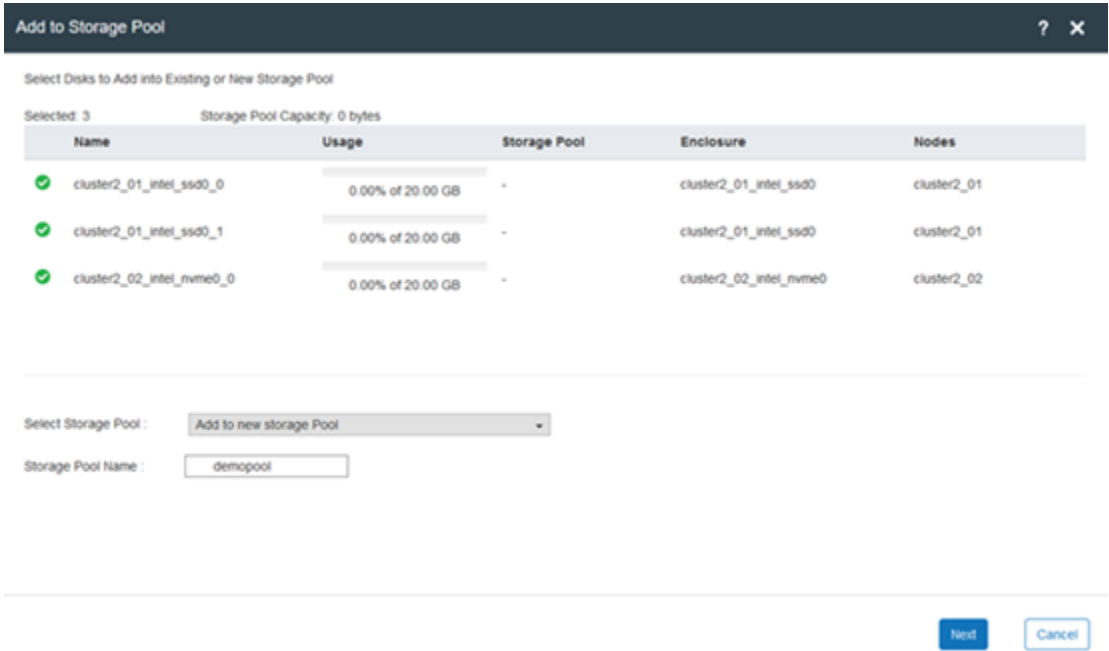 Add to Storage Pool ? ×
Select Disks to Add into Existing or New Storage Pool
Selected: 3 Storage Pool Capacity: 0 bytes
Name Usage Storage Pool Enclosure Nodes
cluster2_01_intel_ssd0_0 0.00% of 20.00 GB - cluster2_01_intel_ssd0 cluster2_01
cluster2_01_intel_ssd0_1 0.00% of 20.00 GB - cluster2_01_intel_ssd0 cluster2_01
cluster2_02_intel_nvme0_0 0.00% of 20.00 GB - cluster2_02_intel_nvme0 cluster2_02
Select Storage Pool : Add to new storage Pool
Storage Pool Name : demopool
Next Cancel